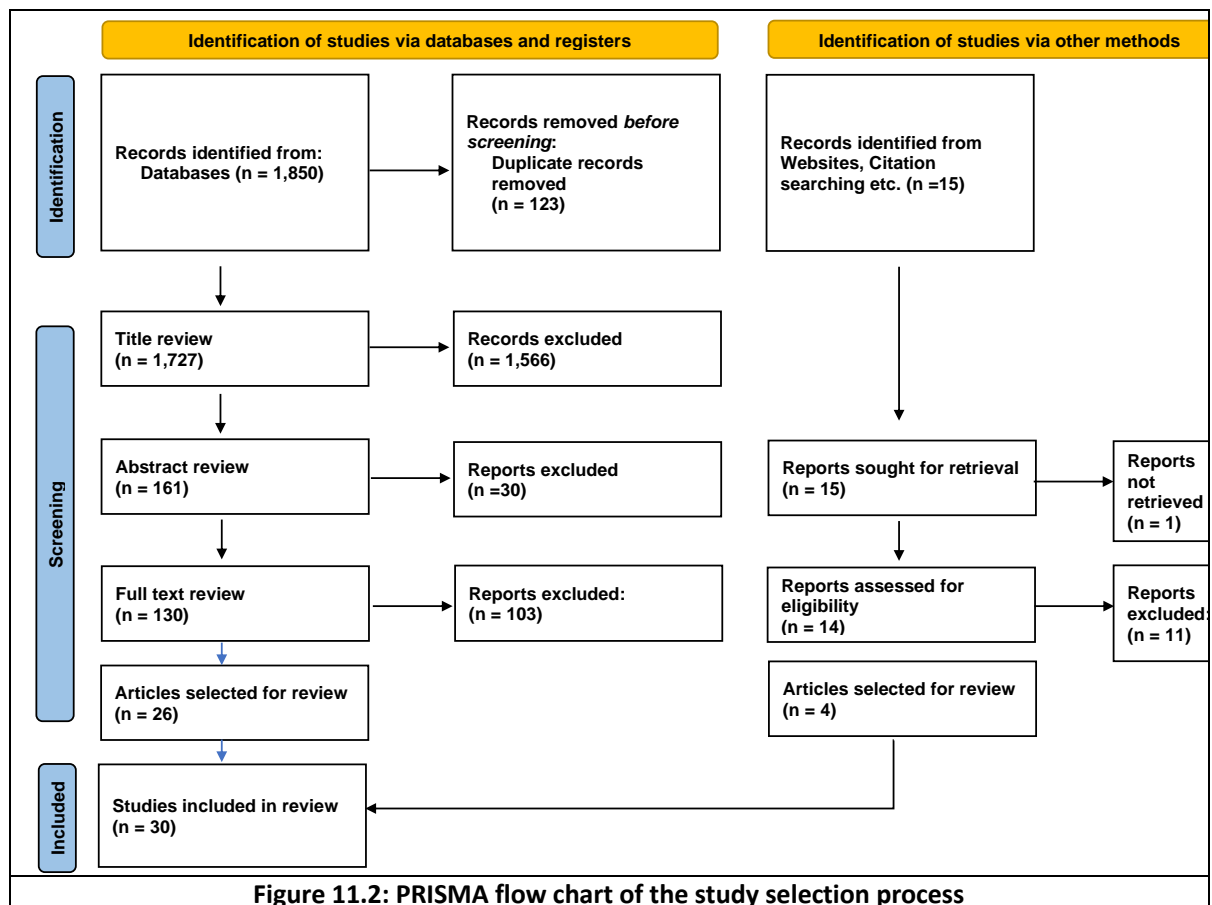 Identification of studies via databases and registers
Identification of studies via other methods
Identification
Records identified from:
Databases (n = 1,850)
Records removed before
screening:
Duplicate records
removed
(n = 123)
Records identified from
Websites, Citation
searching etc. (n =15)
Screening
Title review
(n = 1,727)
Records excluded
(n = 1,566)
Abstract review
(n = 161)
Reports excluded
(n =30)
Reports sought for retrieval
(n = 15)
Reports
not
retrieved
(n = 1)
Full text review
(n = 130)
Reports excluded:
(n = 103)
Reports assessed for
eligibility
(n = 14)
Reports
excluded:
(n = 11)
Articles selected for review
(n = 26)
Articles selected for review
(n = 4)
Included
Studies included in review
(n = 30)
Figure 11.2: PRISMA flow chart of the study selection process